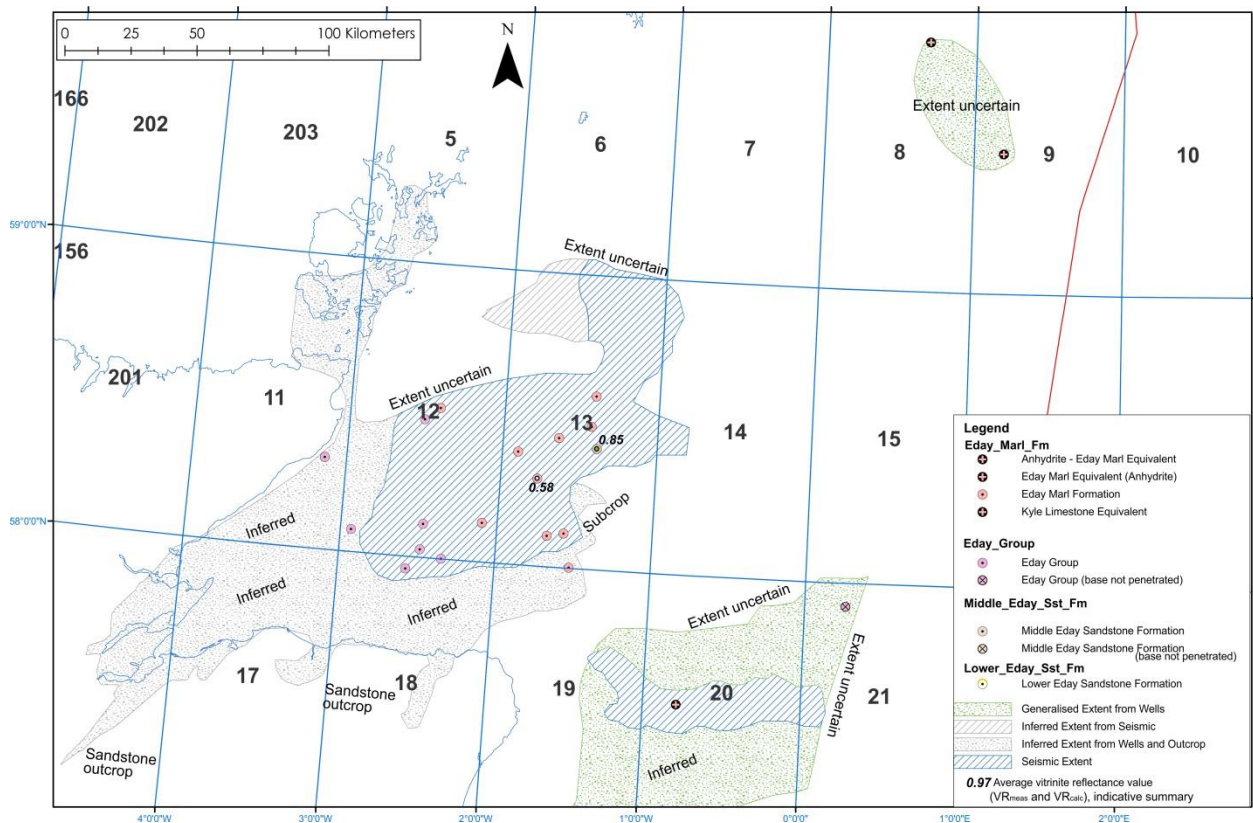 0 25 50 100 Kilometers
N
166
202
203
5
6
7
8
Extent uncertain
9
10
59°0'0"N
156
Extent uncertain
201
11
Extent uncertain
12
13
0.85
14
15
0.58
Subcrop
58°0'0"N
Inferred
Inferred
Inferred
Extent uncertain
Extent uncertain
17
Sandstone
outcrop
18
19
20
21
Sandstone
outcrop
Inferred
Legend
Eday_Marl_Fm
Anhydrite - Eday Marl Equivalent
Eday Marl Equivalent (Anhydrite)
Eday Marl Formation
Kyle Limestone Equivalent
Eday_Group
Eday Group
Eday Group (base not penetrated)
Middle_Eday_Sst_Fm
Middle Eday Sandstone Formation
Middle Eday Sandstone Formation
(base not penetrated)
Lower_Eday_Sst_Fm
Lower Eday Sandstone Formation
Generalised Extent from Wells
Inferred Extent from Seismic
Inferred Extent from Wells and Outcrop
Seismic Extent
0.97 Average vitrinite reflectance value
(VRmeas and VRcalc), indicative summary
4°0'0"W 3°0'0"W 2°0'0"W 1°0'0"W 0°0'0" 1°0'0"E 2°0'0"E